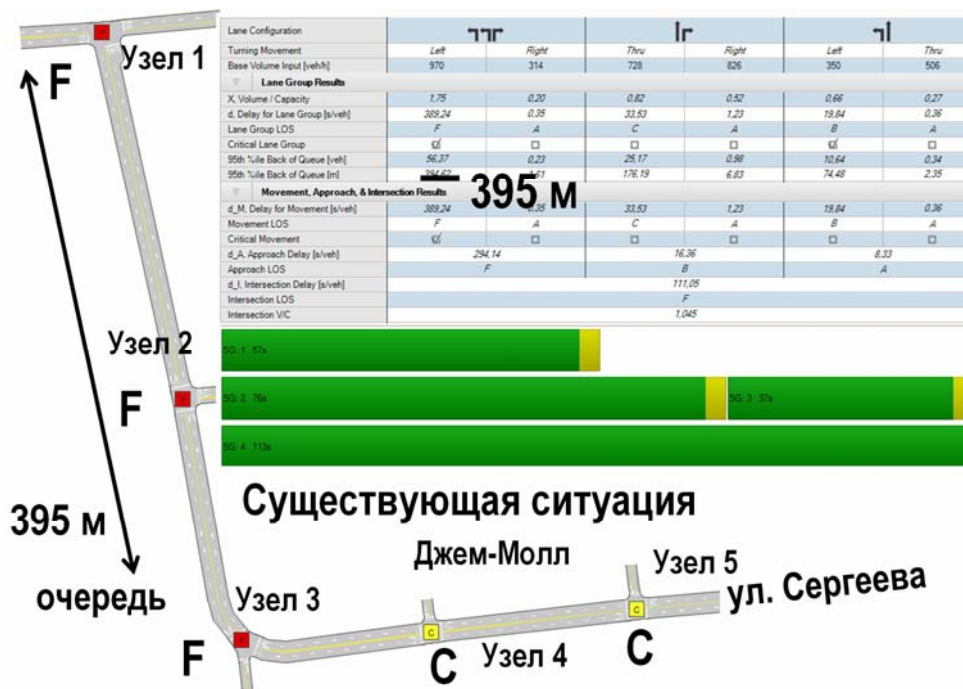 Узел 1
F
Lane Configuration
Turning Movement Left Right Thru Right Left Thru
Base Volume Input [veh/h] 970 314 728 826 350 506
Lane Group Results
X, Volume / Capacity 1,75 0,20 0,82 0,52 0,66 0,27
d, Delay for Lane Group [s/veh] 389,24 0,35 33,53 1,23 19,84 0,36
Lane Group LOS F A C A B A
Critical Lane Group
95th %ile Back of Queue [veh] 56,37 0,23 25,17 0,98 10,64 0,34
95th %ile Back of Queue [m] 394,62 1,61 176,19 6,83 74,48 2,35
Movement, Approach, & Intersection Results
395 м
d_M, Delay for Movement [s/veh] 389,24 0,35 33,53 1,23 19,84 0,36
Movement LOS F A C A B A
Critical Movement
d_A, Approach Delay [s/veh] 294,14 16,36 8,33
Approach LOS F B A
d_I, Intersection Delay [s/veh] 111,05
Intersection LOS F
Intersection V/C 1,045
Узел 2
F
SG: 1 57s
SG: 2 76s SG: 3 37s
SG: 4 113s
Существующая ситуация
395 м
очередь
Джем-Молл
Узел 5
ул. Сергеева
Узел 3
F
C
C
Узел 4
C
C